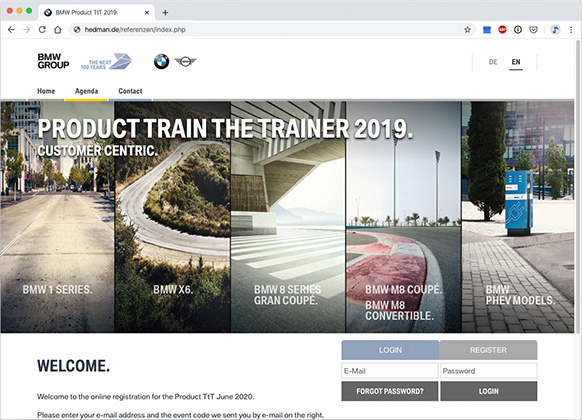 BMW Product TtT 2019.
hedman.de/referenzen/index.php
ABP
BMW
GROUP
THE NEXT
100 YEARS
DE
EN
Home
Agenda
Contact
PRODUCT TRAIN THE TRAINER 2019.
CUSTOMER CENTRIC.
BMW 1 SERIES.
BMW X6.
BMW 8 SERIES
GRAN COUPÉ.
BMW M8 COUPÉ.
BMW M8
CONVERTIBLE.
BMW
PHEV MODELS.
WELCOME.
Welcome to the online registration for the Product TtT June 2020.
Please enter your e-mail address and the event code we sent you by e-mail on the right.
LOGIN
REGISTER
E-Mail
Password
FORGOT PASSWORD?
LOGIN